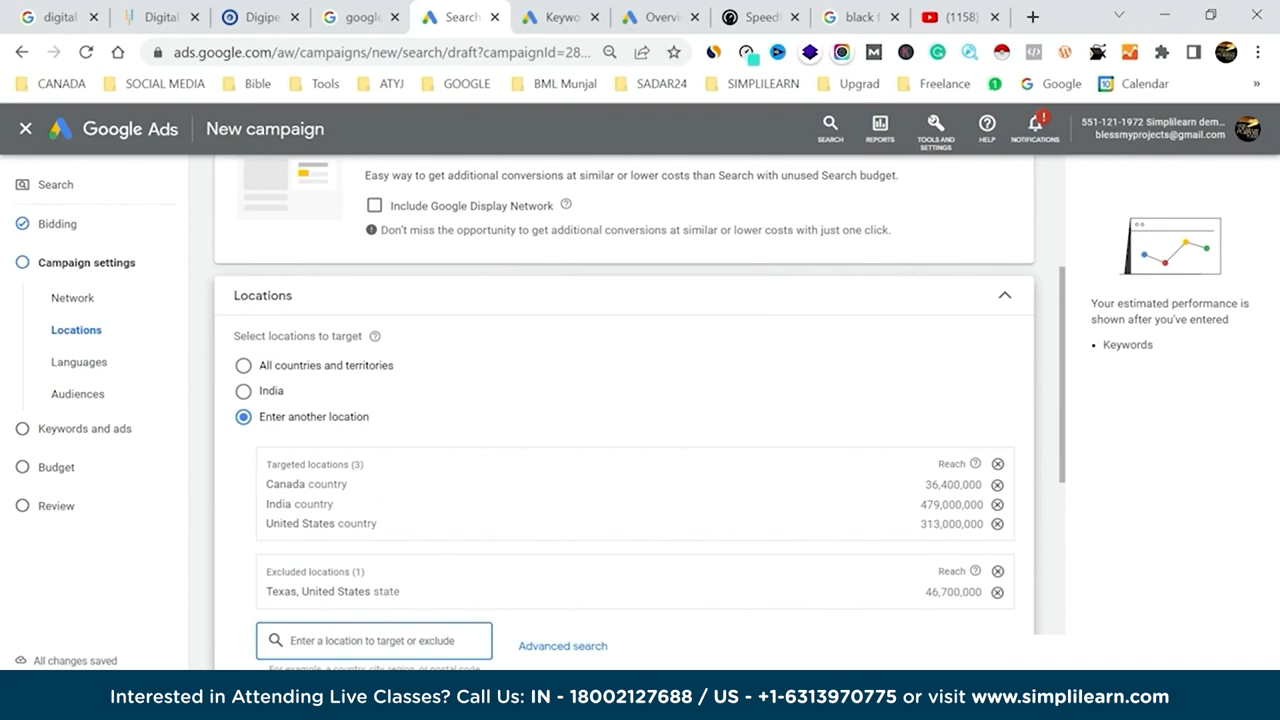 digital
Digital
Digipe
google
Search
Keywo
Overvi
Speed
black
(1158)
ads.google.com/aw/campaigns/new/search/draft?campaignId=28...
CANADA
SOCIAL MEDIA
Bible
Tools
ATYJ
GOOGLE
BML Munjal
SADAR24
SIMPLILEARN
Upgrad
Freelance
1
Google
Calendar
»
Google Ads
New campaign
SEARCH
REPORTS
TOOLS AND
SETTINGS
HELP
NOTIFICATIONS
551-121-1972 Simplilearn dem...
blessmyprojects@gmail.com
Search
Bidding
Campaign settings
Network
Locations
Languages
Audiences
Keywords and ads
Budget
Review
All changes saved
Easy way to get additional conversions at similar or lower costs than Search with unused Search budget.
Include Google Display Network
Don't miss the opportunity to get additional conversions at similar or lower costs with just one click.
Locations
Select locations to target
All countries and territories
India
Enter another location
Targeted locations (3) Reach
Canada country 36,400,000
India country 479,000,000
United States country 313,000,000
Excluded locations (1) Reach
Texas, United States state 46,700,000
Enter a location to target or exclude
Advanced search
For example, a country, city, region, or postal code
Your estimated performance is
shown after you've entered
• Keywords
Interested in Attending Live Classes? Call Us: IN - 18002127688 / US - +1-6313970775 or visit www.simplilearn.com